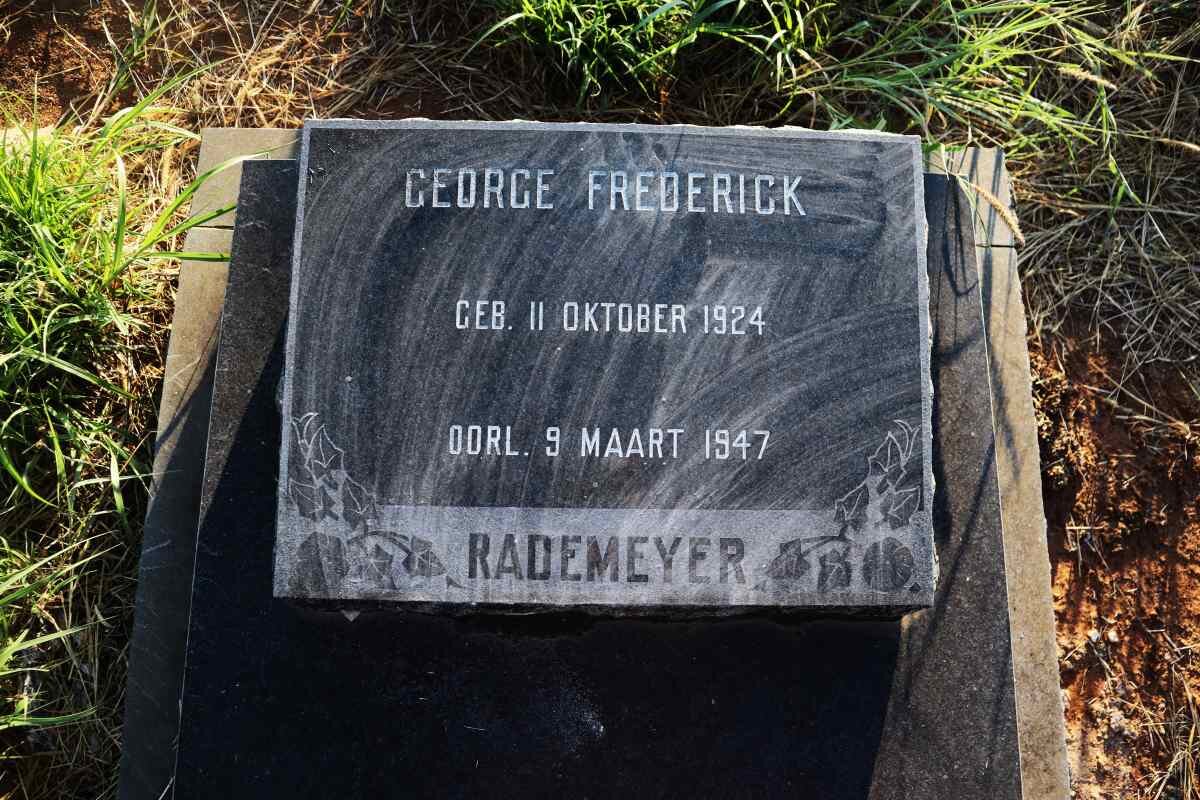 GEORGE FREDERICK
GEB. 11 OKTOBER 1924
OORL. 9 MAART 1947
RADEMEYER